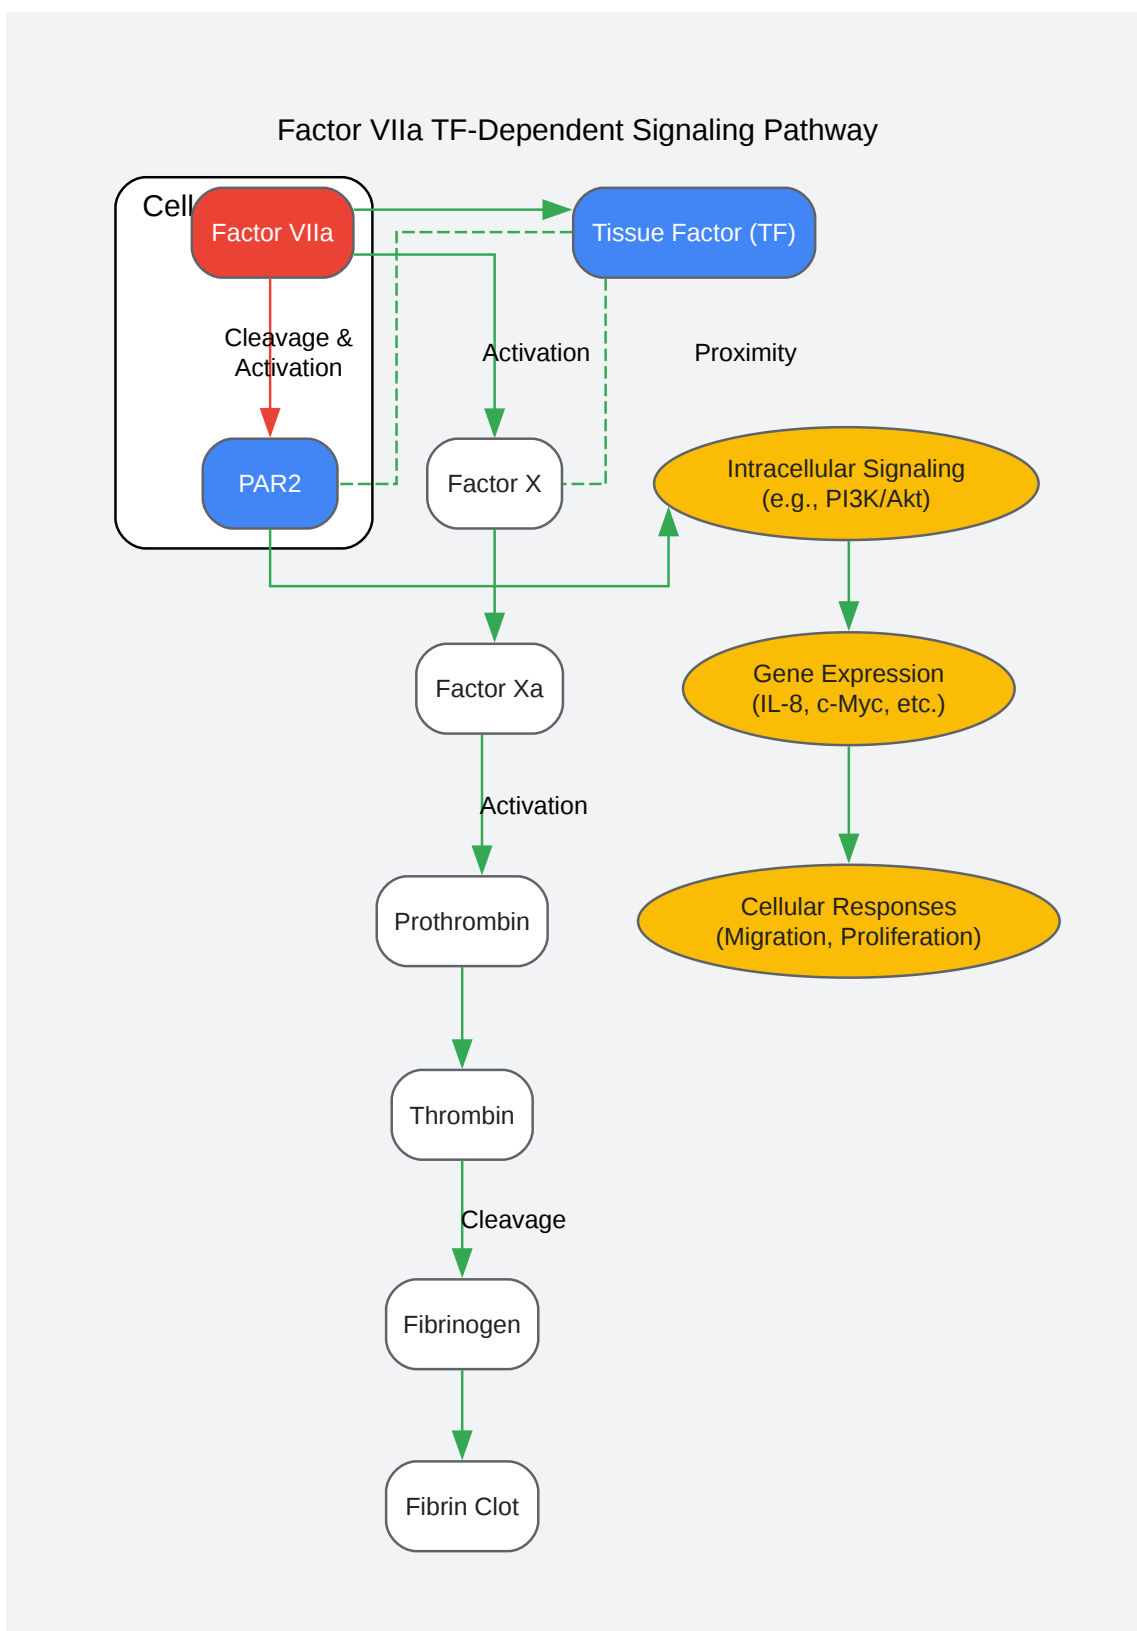 Factor VIIa TF-Dependent Signaling Pathway
Cell
Factor VIIa
Tissue Factor (TF)
Cleavage &
Activation
Activation
Proximity
PAR2
Factor X
Intracellular Signaling
(e.g., PI3K/Akt)
Factor Xa
Gene Expression
(IL-8, c-Myc, etc.)
Activation
Prothrombin
Cellular Responses
(Migration, Proliferation)
Thrombin
Cleavage
Fibrinogen
Fibrin Clot